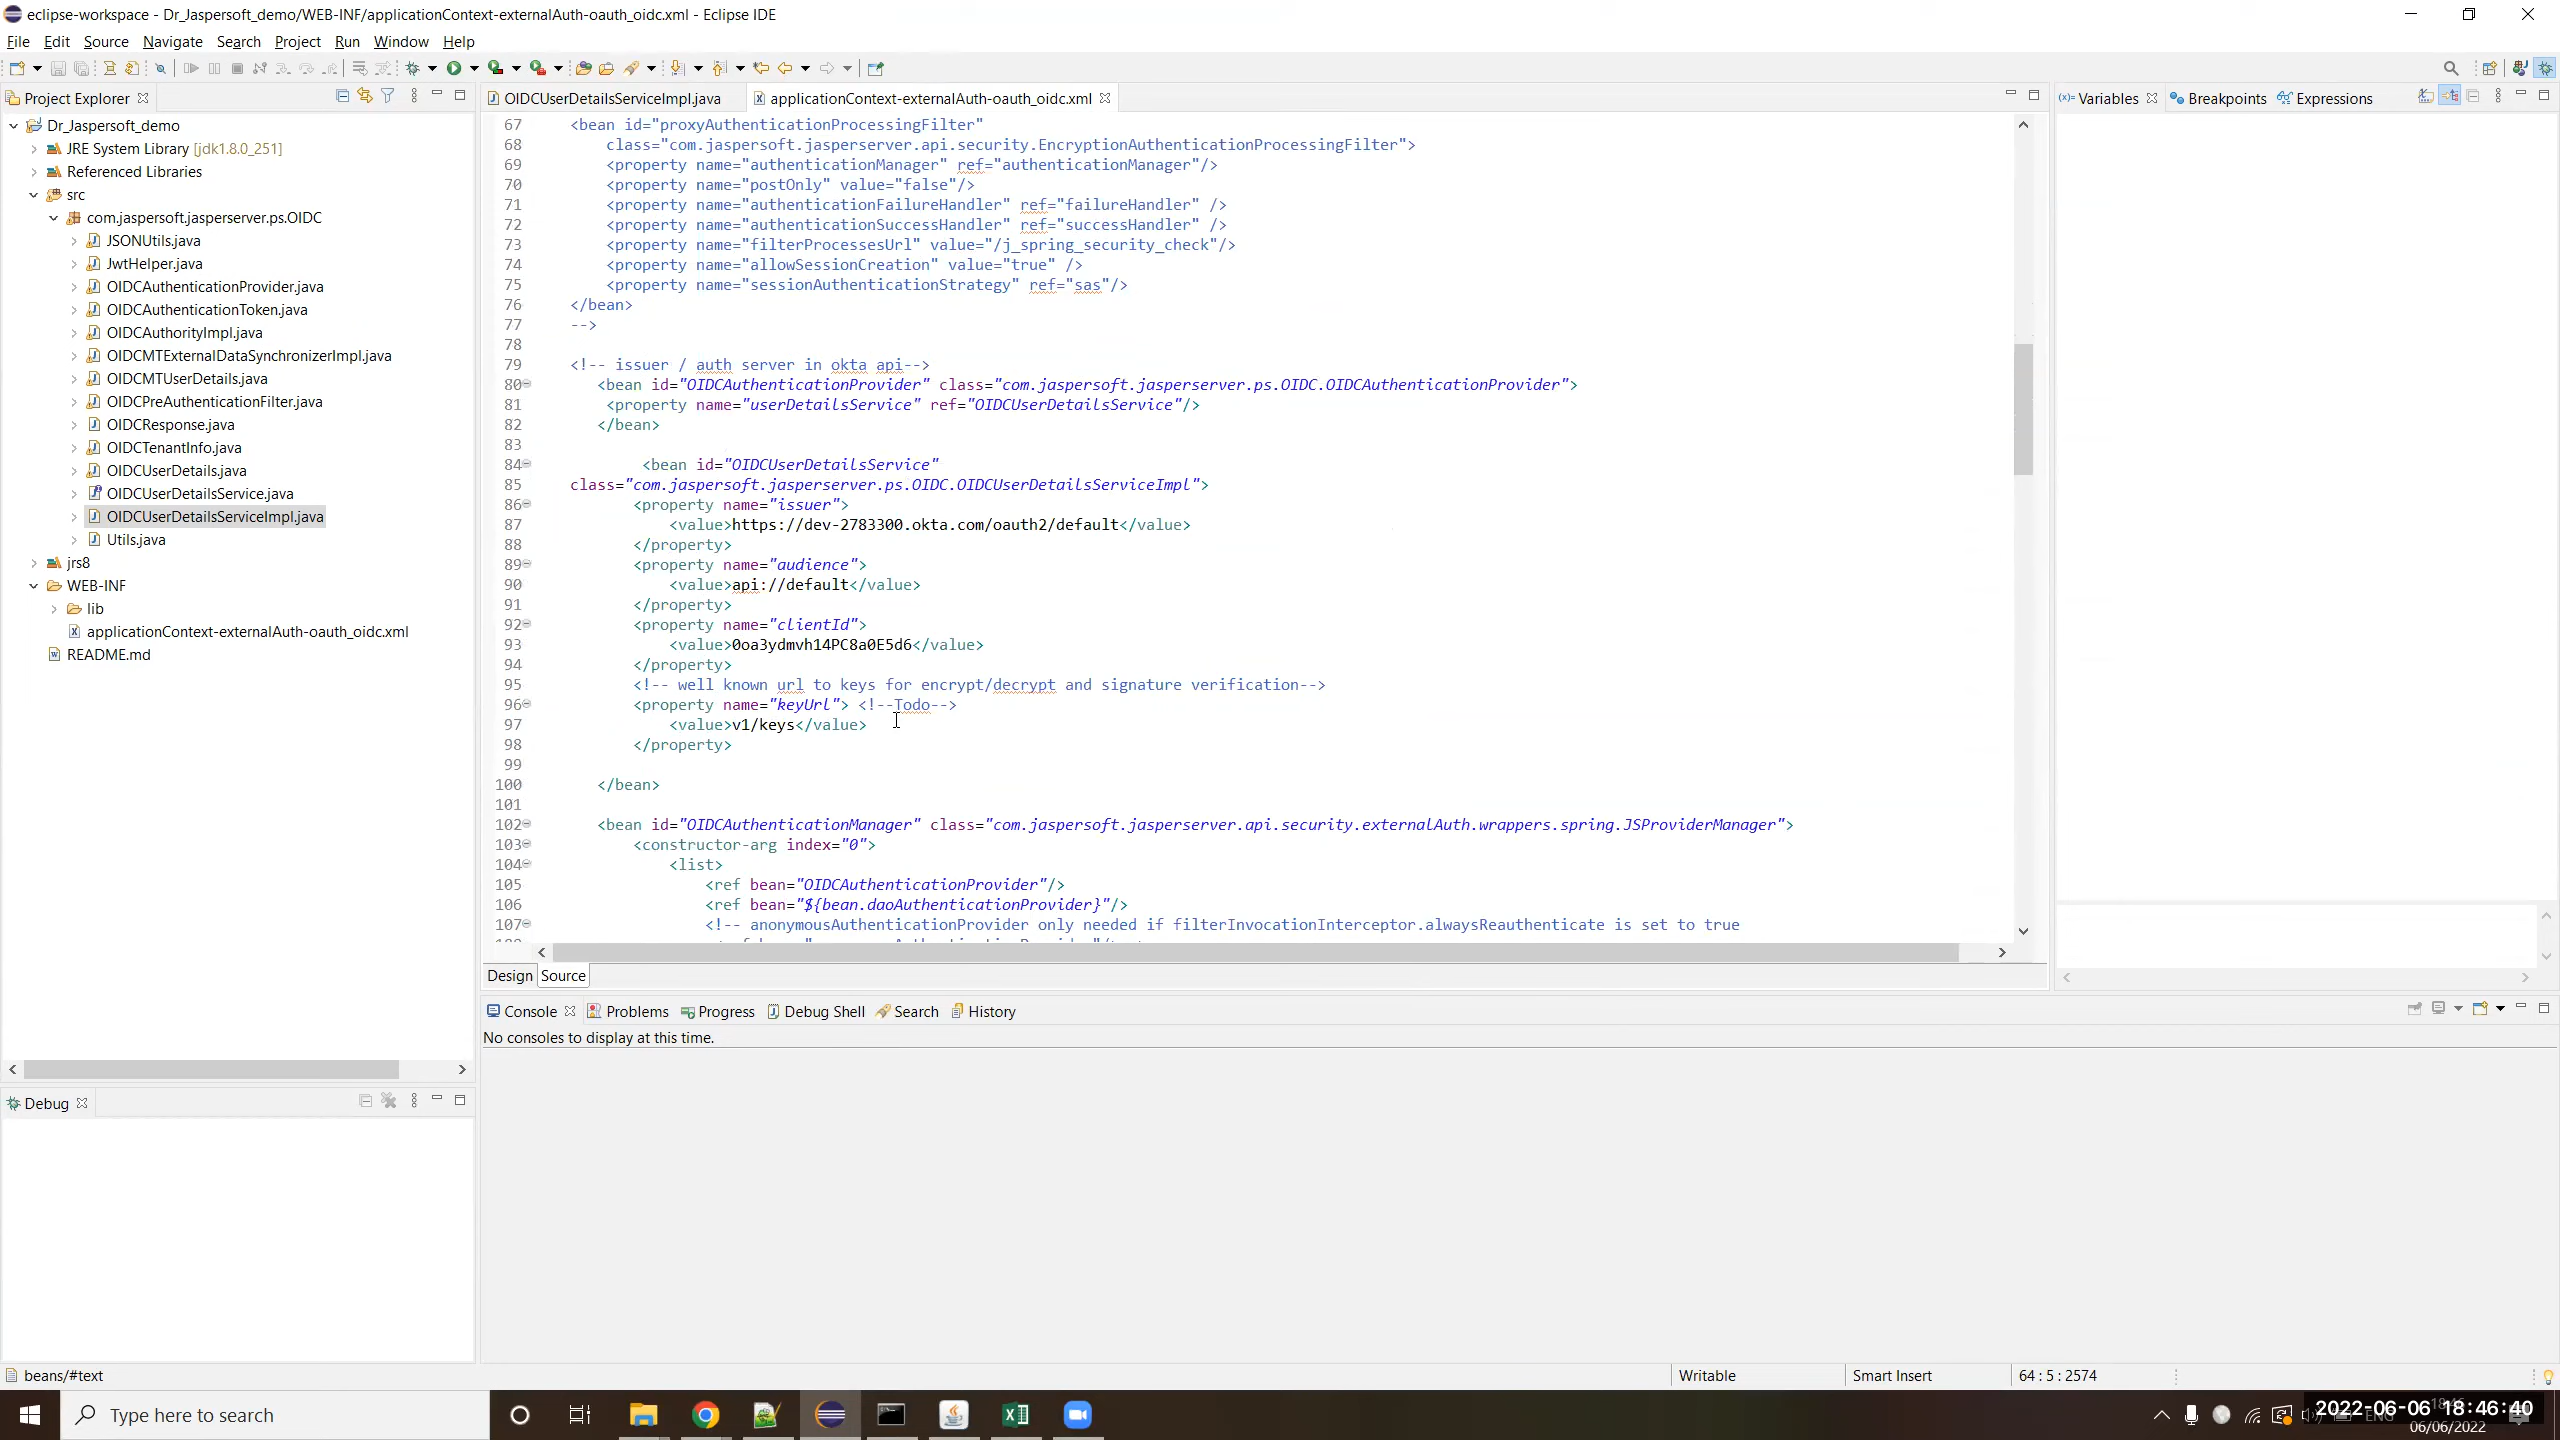 eclipse-workspace - Dr_Jaspersoft_demo/WEB-INF/applicationContext-externalAuth-oauth_oidc.xml - Eclipse IDE
File Edit Source Navigate Search Project Run Window Help
Project Explorer
Dr_Jaspersoft_demo
JRE System Library [jdk1.8.0_251]
Referenced Libraries
src
com.jaspersoft.jasperserver.ps.OIDC
JSONUtils.java
JwtHelper.java
OIDCAuthenticationProvider.java
OIDCAuthenticationToken.java
OIDCAuthorityImpl.java
OIDCMTExternalDataSynchronizerImpl.java
OIDCMTUserDetails.java
OIDCPreAuthenticationFilter.java
OIDCResponse.java
OIDCTenantInfo.java
OIDCUserDetails.java
OIDCUserDetailsService.java
OIDCUserDetailsServiceImpl.java
Utils.java
jrs8
WEB-INF
lib
applicationContext-externalAuth-oauth_oidc.xml
README.md
Debug
OIDCUserDetailsServiceImpl.java applicationContext-externalAuth-oauth_oidc.xml
67 <bean id="proxyAuthenticationProcessingFilter"
68 class="com.jaspersoft.jasperserver.api.security.EncryptionAuthenticationProcessingFilter">
69 <property name="authenticationManager" ref="authenticationManager"/>
70 <property name="postOnly" value="false"/>
71 <property name="authenticationFailureHandler" ref="failureHandler" />
72 <property name="authenticationSuccessHandler" ref="successHandler" />
73 <property name="filterProcessesUrl" value="/j_spring_security_check"/>
74 <property name="allowSessionCreation" value="true" />
75 <property name="sessionAuthenticationStrategy" ref="sas"/>
76 </bean>
77 -->
78
79 <!-- issuer / auth server in okta api-->
80 <bean id="OIDCAuthenticationProvider" class="com.jaspersoft.jasperserver.ps.OIDC.OIDCAuthenticationProvider">
81 <property name="userDetailsService" ref="OIDCUserDetailsService"/>
82 </bean>
83
84 <bean id="OIDCUserDetailsService"
85 class="com.jaspersoft.jasperserver.ps.OIDC.OIDCUserDetailsServiceImpl">
86 <property name="issuer">
87 <value>https://dev-2783300.okta.com/oauth2/default</value>
88 </property>
89 <property name="audience">
90 <value>api://default</value>
91 </property>
92 <property name="clientId">
93 <value>0oa3ydmvh14PC8a0E5d6</value>
94 </property>
95 <!-- well known url to keys for encrypt/decrypt and signature verification-->
96 <property name="keyUrl"> <!--Todo-->
97 <value>v1/keys</value>
98 </property>
99
100 </bean>
101
102 <bean id="OIDCAuthenticationManager" class="com.jaspersoft.jasperserver.api.security.externalAuth.wrappers.spring.JSProviderManager">
103 <constructor-arg index="0">
104 <list>
105 <ref bean="OIDCAuthenticationProvider"/>
106 <ref bean="${bean.daoAuthenticationProvider}"/>
107 <!-- anonymousAuthenticationProvider only needed if filterInvocationInterceptor.alwaysReauthenticate is set to true
Design Source
Variables Breakpoints Expressions
Console Problems Progress Debug Shell Search History
No consoles to display at this time.
beans/#text
Writable
Smart Insert
64 : 5 : 2574
Type here to search
2022-06-06 18:46:40
06/06/2022